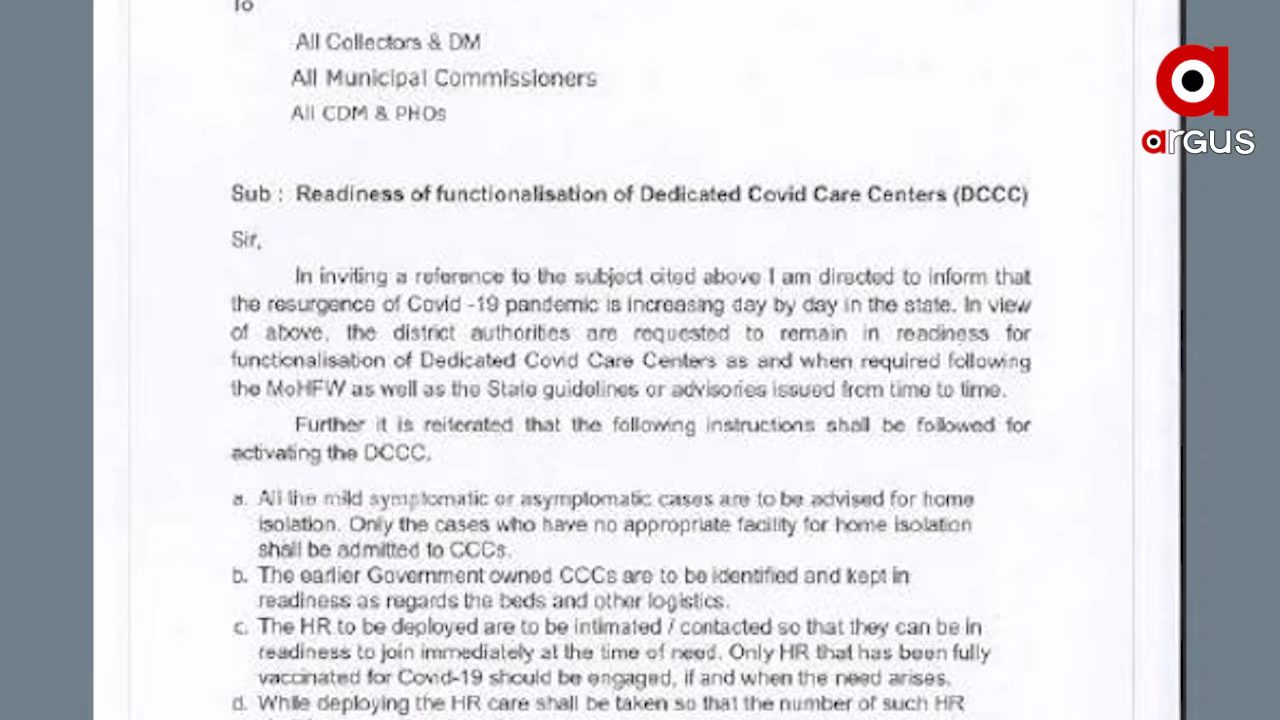 To
All Collectors & DM
All Municipal Commissioners
All CDM & PHOs
argus
Sub : Readiness of functionalisation of Dedicated Covid Care Centers (DCCC)
Sir,
In inviting a reference to the subject cited above I am directed to inform that
the resurgence of Covid -19 pandemic is increasing day by day in the state. In view
of above, the district authorities are requested to remain in readiness for
functionalisation of Dedicated Covid Care Centers as and when required following
the MoHFW as well as the State guidelines or advisories issued from time to time.
Further it is reiterated that the following instructions shall be followed for
activating the DCCC.
a. All the mild symptomatic or asymplomatic cases are to be advised for home
isolation. Only the cases who have no appropriate facility for home isolation
shall be admitted to CCCs.
b. The earlier Government owned CCCs are to be identified and kept in
readiness as regards the beds and other logistics.
c. The HR to be deployed are to be intimated / contacted so that they can be in
readiness to join immediately at the time of need. Only HR that has been fully
vaccinated for Covid-19 should be engaged, if and when the need arises.
d. While deploying the HR care shall be taken so that the number of such HR